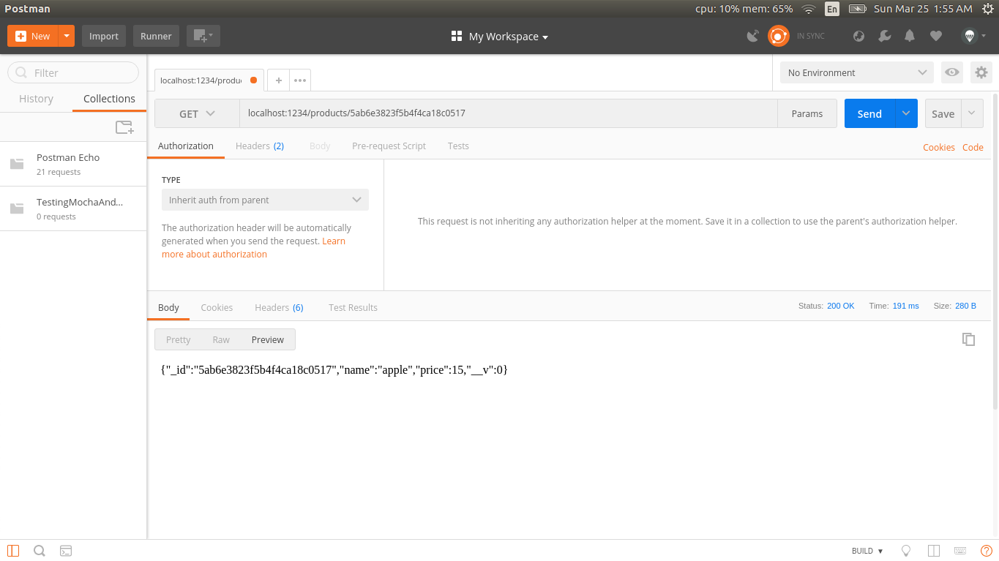 Postman
cpu: 10% mem: 65% En Sun Mar 25 1:55 AM
New Import Runner My Workspace IN SYNC
Filter
History Collections
Postman Echo
21 requests
TestingMochaAnd...
0 requests
localhost:1234/produc + ••• No Environment
GET localhost:1234/products/5ab6e3823f5b4f4ca18c0517 Params Send Save
Authorization Headers (2) Body Pre-request Script Tests Cookies Code
TYPE
Inherit auth from parent
The authorization header will be automatically
generated when you send the request. Learn
more about authorization
This request is not inheriting any authorization helper at the moment. Save it in a collection to use the parent's authorization helper.
Body Cookies Headers (6) Test Results Status: 200 OK Time: 191 ms Size: 280 B
Pretty Raw Preview
{"_id":"5ab6e3823f5b4f4ca18c0517","name":"apple","price":15,"__v":0}
BUILD ▼ ?